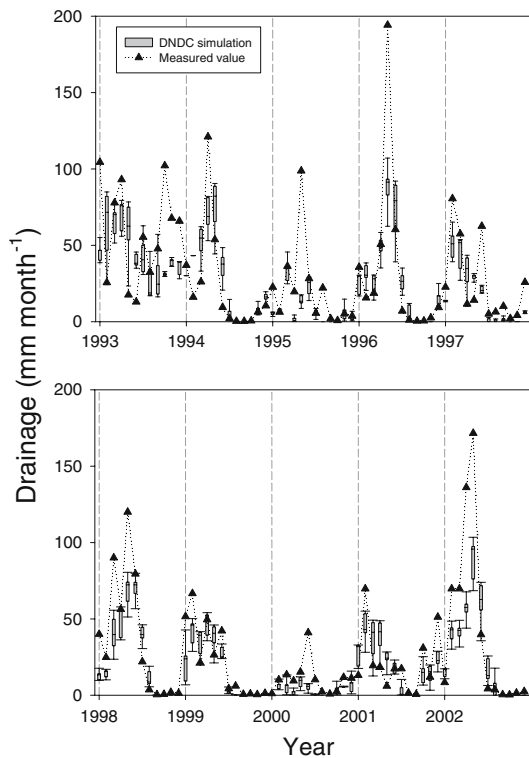 200
150
100
50
0
DNDC simulation
Measured value
1993 1994 1995 1996 1997
Drainage (mm month⁻¹)
200
150
100
50
0
1998 1999 2000 2001 2002
Year